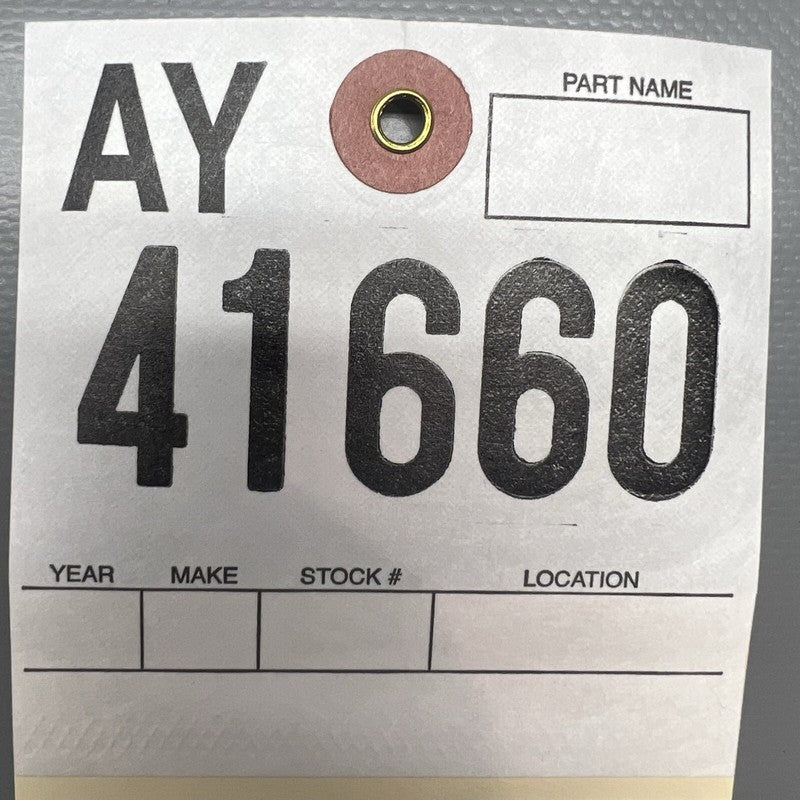 AY
PART NAME
41660
YEAR MAKE STOCK # LOCATION